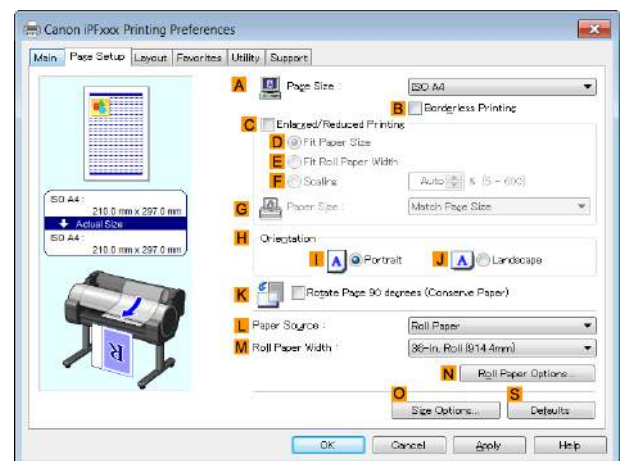 Canon iPFxxx Printing Preferences
Main Page Setup Layout Favorites Utility Support
A Page Size : ISO A4
B Borderless Printing
C Enlarged/Reduced Printing
D Fit Paper Size
E Fit Roll Paper Width
F Scaling Auto % (5 - 600)
ISO A4 :
210.0 mm x 297.0 mm
Actual Size
ISO A4 :
210.0 mm x 297.0 mm
G Paper Size : Match Page Size
H Orientation
I A Portrait J A Landscape
K Rotate Page 90 degrees (Conserve Paper)
L Paper Source : Roll Paper
M Roll Paper Width : 36-in. Roll (914.4mm)
N Roll Paper Options...
O S
Size Options... Defaults
OK Cancel Apply Help
R